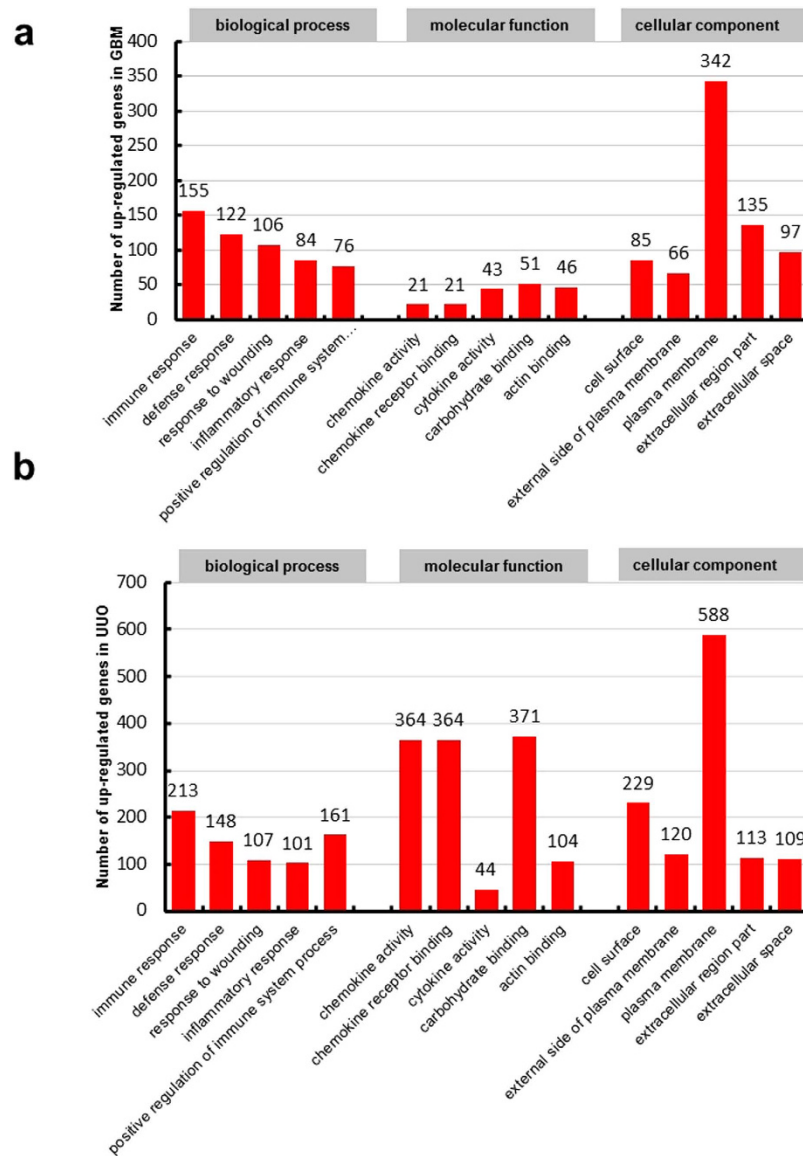 a
biological process molecular function cellular component
Number of up-regulated genes in GBM
400
350
300
250
200
150
100
50
0
155 122 106 84 76 21 21 43 51 46 85 66 342 135 97
immune response
defense response
response to wounding
inflammatory response
positive regulation of immune system...
chemokine activity
chemokine receptor binding
cytokine activity
carbohydrate binding
actin binding
cell surface
external side of plasma membrane
plasma membrane
extracellular region part
extracellular space
b
biological process molecular function cellular component
Number of up-regulated genes in UUO
700
600
500
400
300
200
100
0
213 148 107 101 161 364 364 44 371 104 229 120 588 113 109
immune response
defense response
response to wounding
inflammatory response
positive regulation of immune system process
chemokine activity
chemokine receptor binding
cytokine activity
carbohydrate binding
actin binding
cell surface
external side of plasma membrane
plasma membrane
extracellular region part
extracellular space